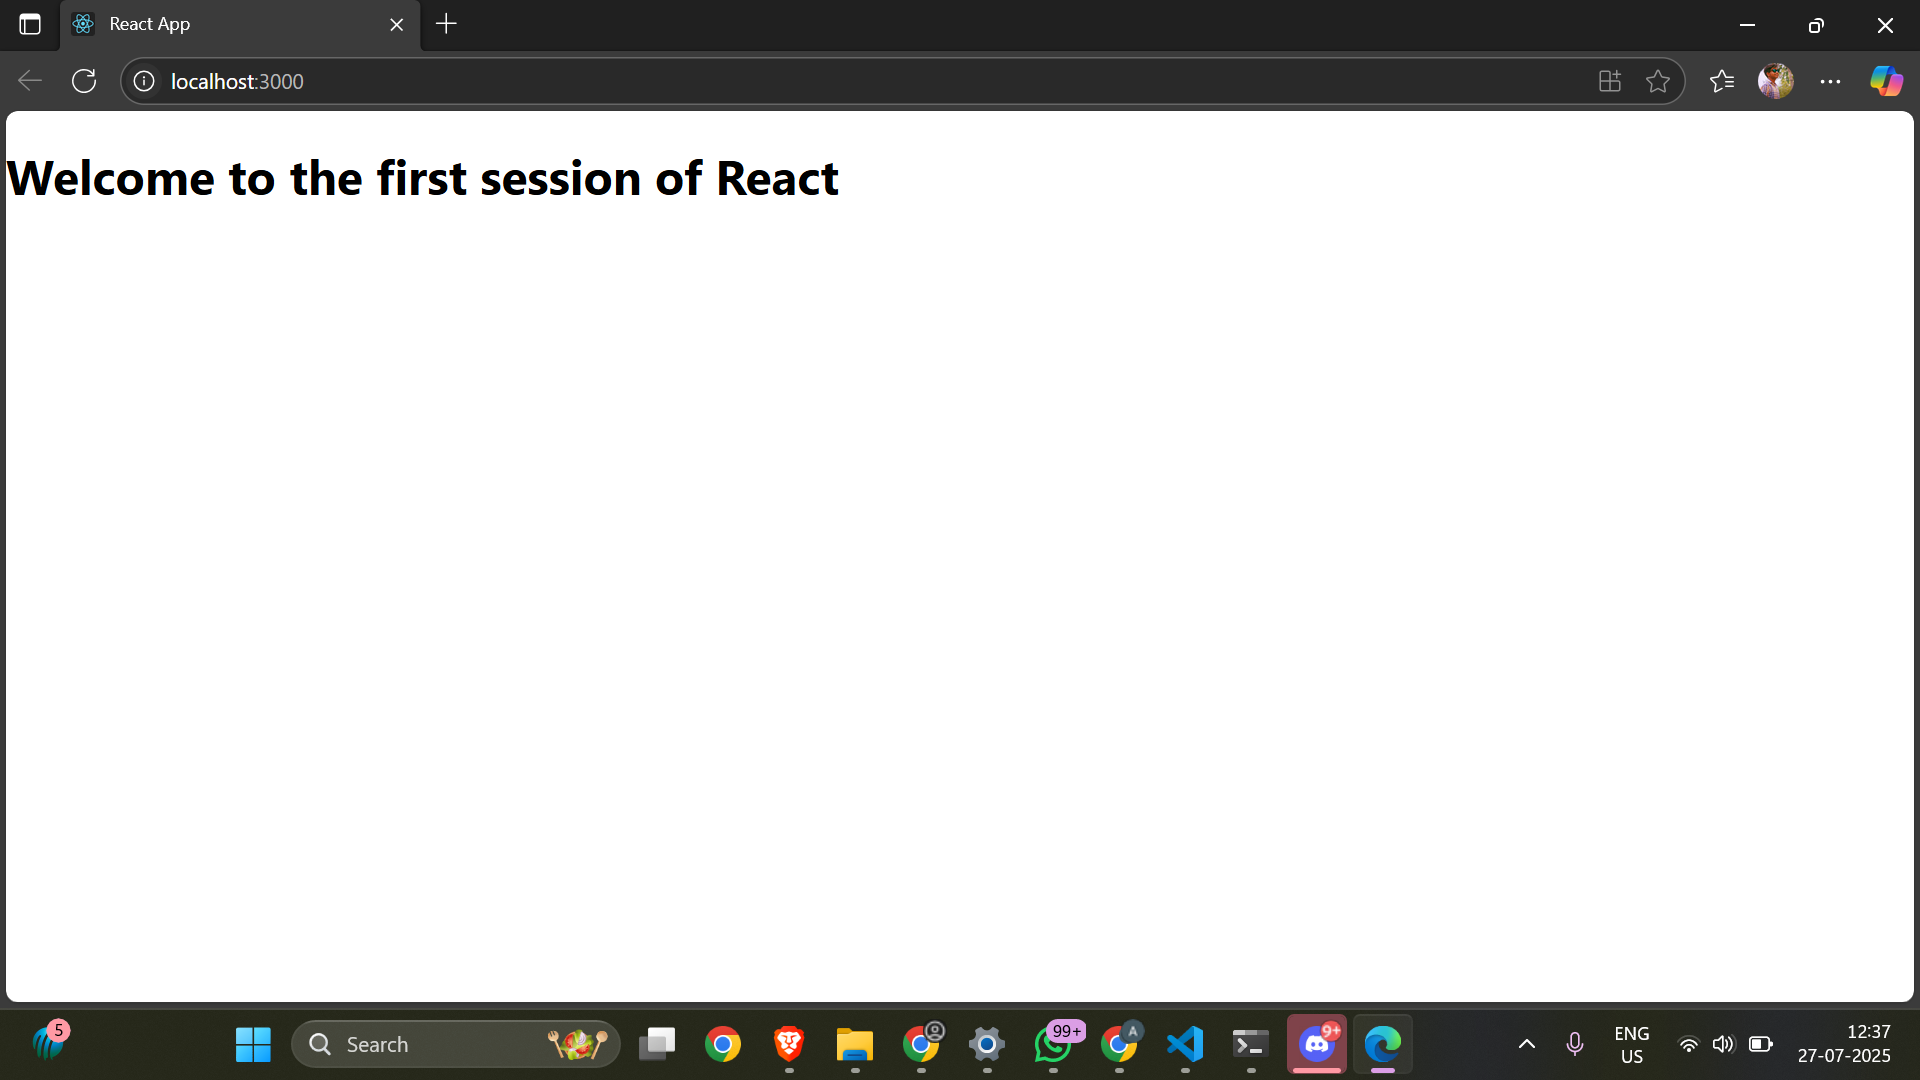 React App
localhost:3000
Welcome to the first session of React
5
Search
99+
A
9+
ENG
US
12:37
27-07-2025